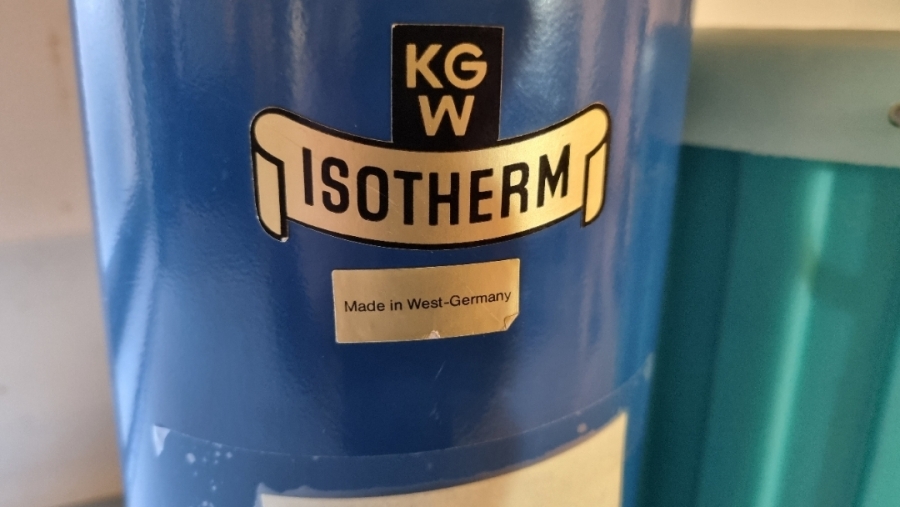 KG
W
ISOTHERM
Made in West-Germany